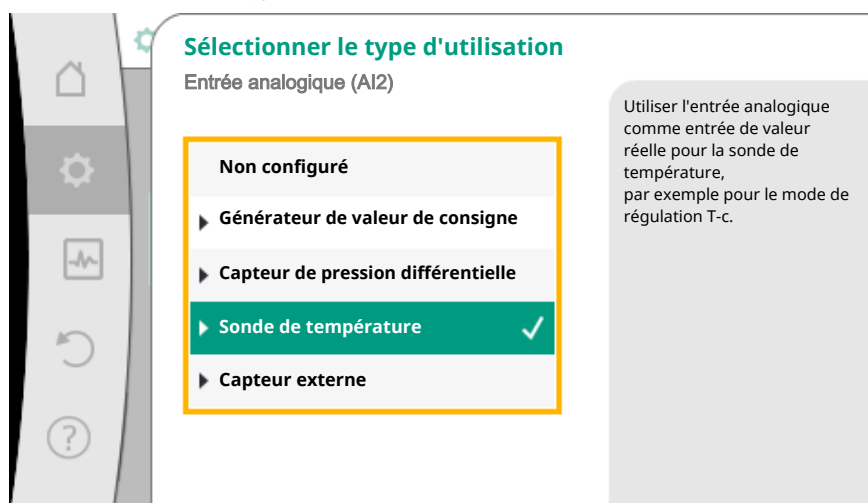 Sélectionner le type d'utilisation
Entrée analogique (AI2)
Non configuré
Générateur de valeur de consigne
Capteur de pression différentielle
Sonde de température
Capteur externe
Utiliser l'entrée analogique
comme entrée de valeur
réelle pour la sonde de
température,
par exemple pour le mode de
régulation T-c.
?